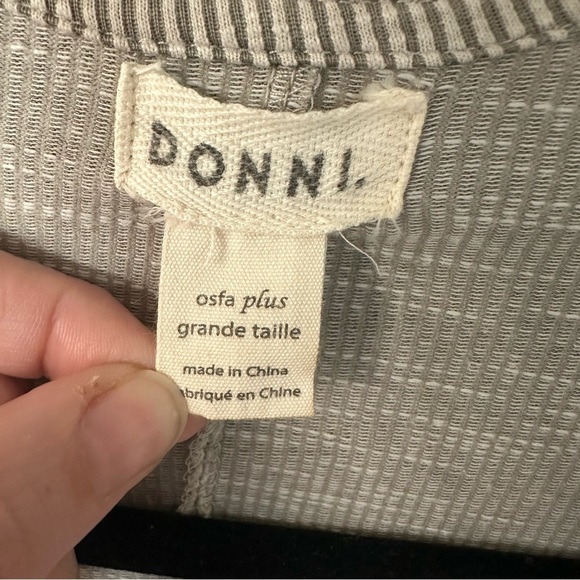 DONNI.
osfa plus
grande taille
made in China
abriqué en Chine